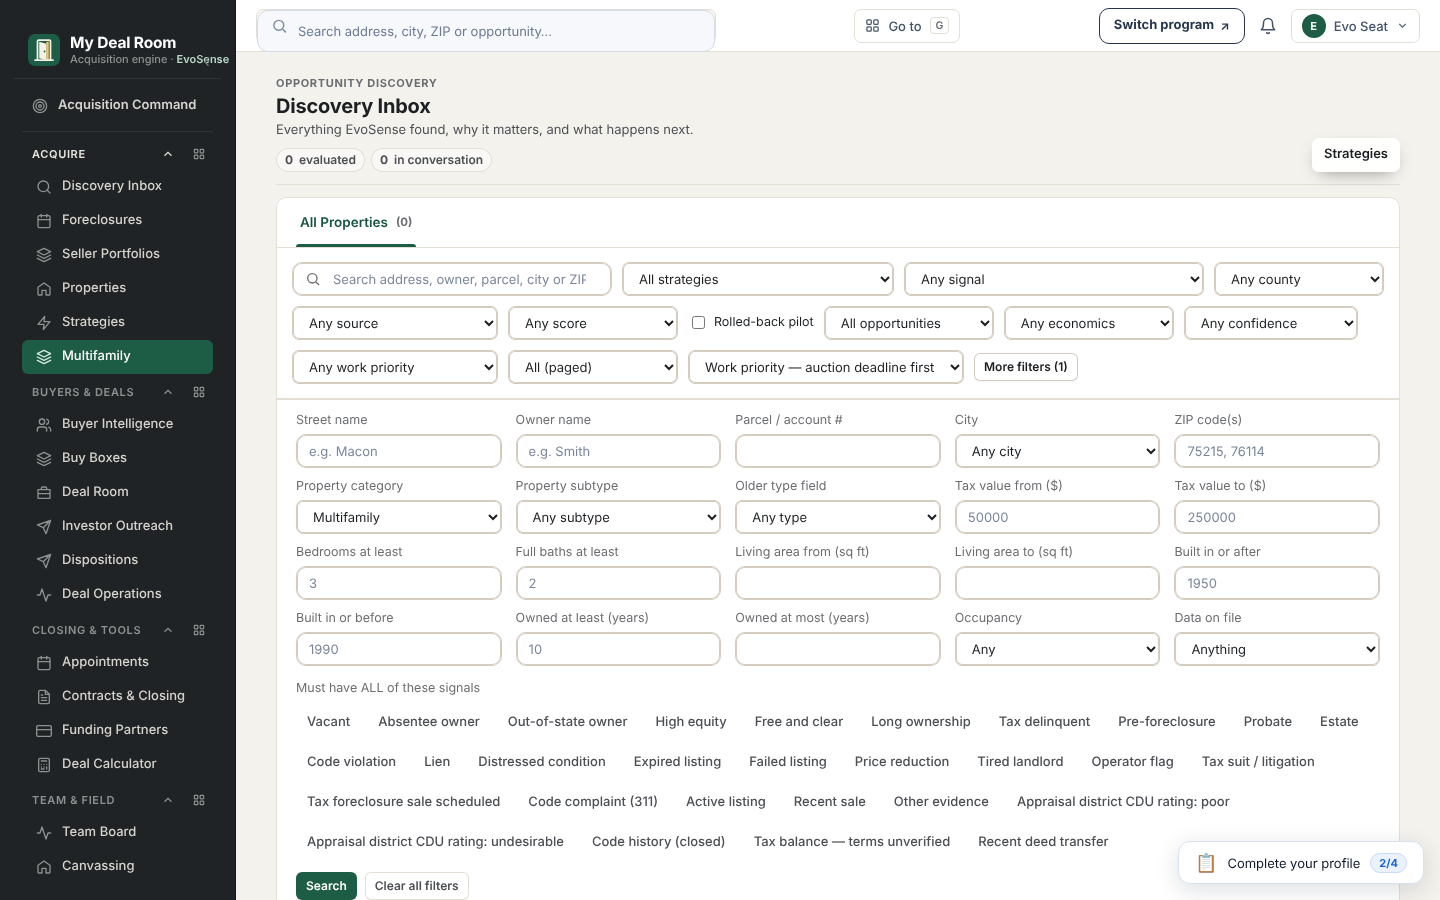 My Deal Room
Acquisition engine · EvoSense
Search address, city, ZIP or opportunity...
Go to G
Switch program
E Evo Seat
Acquisition Command
ACQUIRE
Discovery Inbox
Foreclosures
Seller Portfolios
Properties
Strategies
Multifamily
BUYERS & DEALS
Buyer Intelligence
Buy Boxes
Deal Room
Investor Outreach
Dispositions
Deal Operations
CLOSING & TOOLS
Appointments
Contracts & Closing
Funding Partners
Deal Calculator
TEAM & FIELD
Team Board
Canvassing
OPPORTUNITY DISCOVERY
Discovery Inbox
Everything EvoSense found, why it matters, and what happens next.
0 evaluated 0 in conversation
Strategies
All Properties (0)
Search address, owner, parcel, city or ZIP All strategies Any signal Any county
Any source Any score Rolled-back pilot All opportunities Any economics Any confidence
Any work priority All (paged) Work priority — auction deadline first More filters (1)
Street name Owner name Parcel / account # City ZIP code(s)
e.g. Macon e.g. Smith Any city 75215, 76114
Property category Property subtype Older type field Tax value from ($) Tax value to ($)
Multifamily Any subtype Any type 50000 250000
Bedrooms at least Full baths at least Living area from (sq ft) Living area to (sq ft) Built in or after
3 2 1950
Built in or before Owned at least (years) Owned at most (years) Occupancy Data on file
1990 10 Any Anything
Must have ALL of these signals
Vacant Absentee owner Out-of-state owner High equity Free and clear Long ownership Tax delinquent Pre-foreclosure Probate Estate
Code violation Lien Distressed condition Expired listing Failed listing Price reduction Tired landlord Operator flag Tax suit / litigation
Tax foreclosure sale scheduled Code complaint (311) Active listing Recent sale Other evidence Appraisal district CDU rating: poor
Appraisal district CDU rating: undesirable Code history (closed) Tax balance — terms unverified Recent deed transfer
Search Clear all filters
Complete your profile 2/4